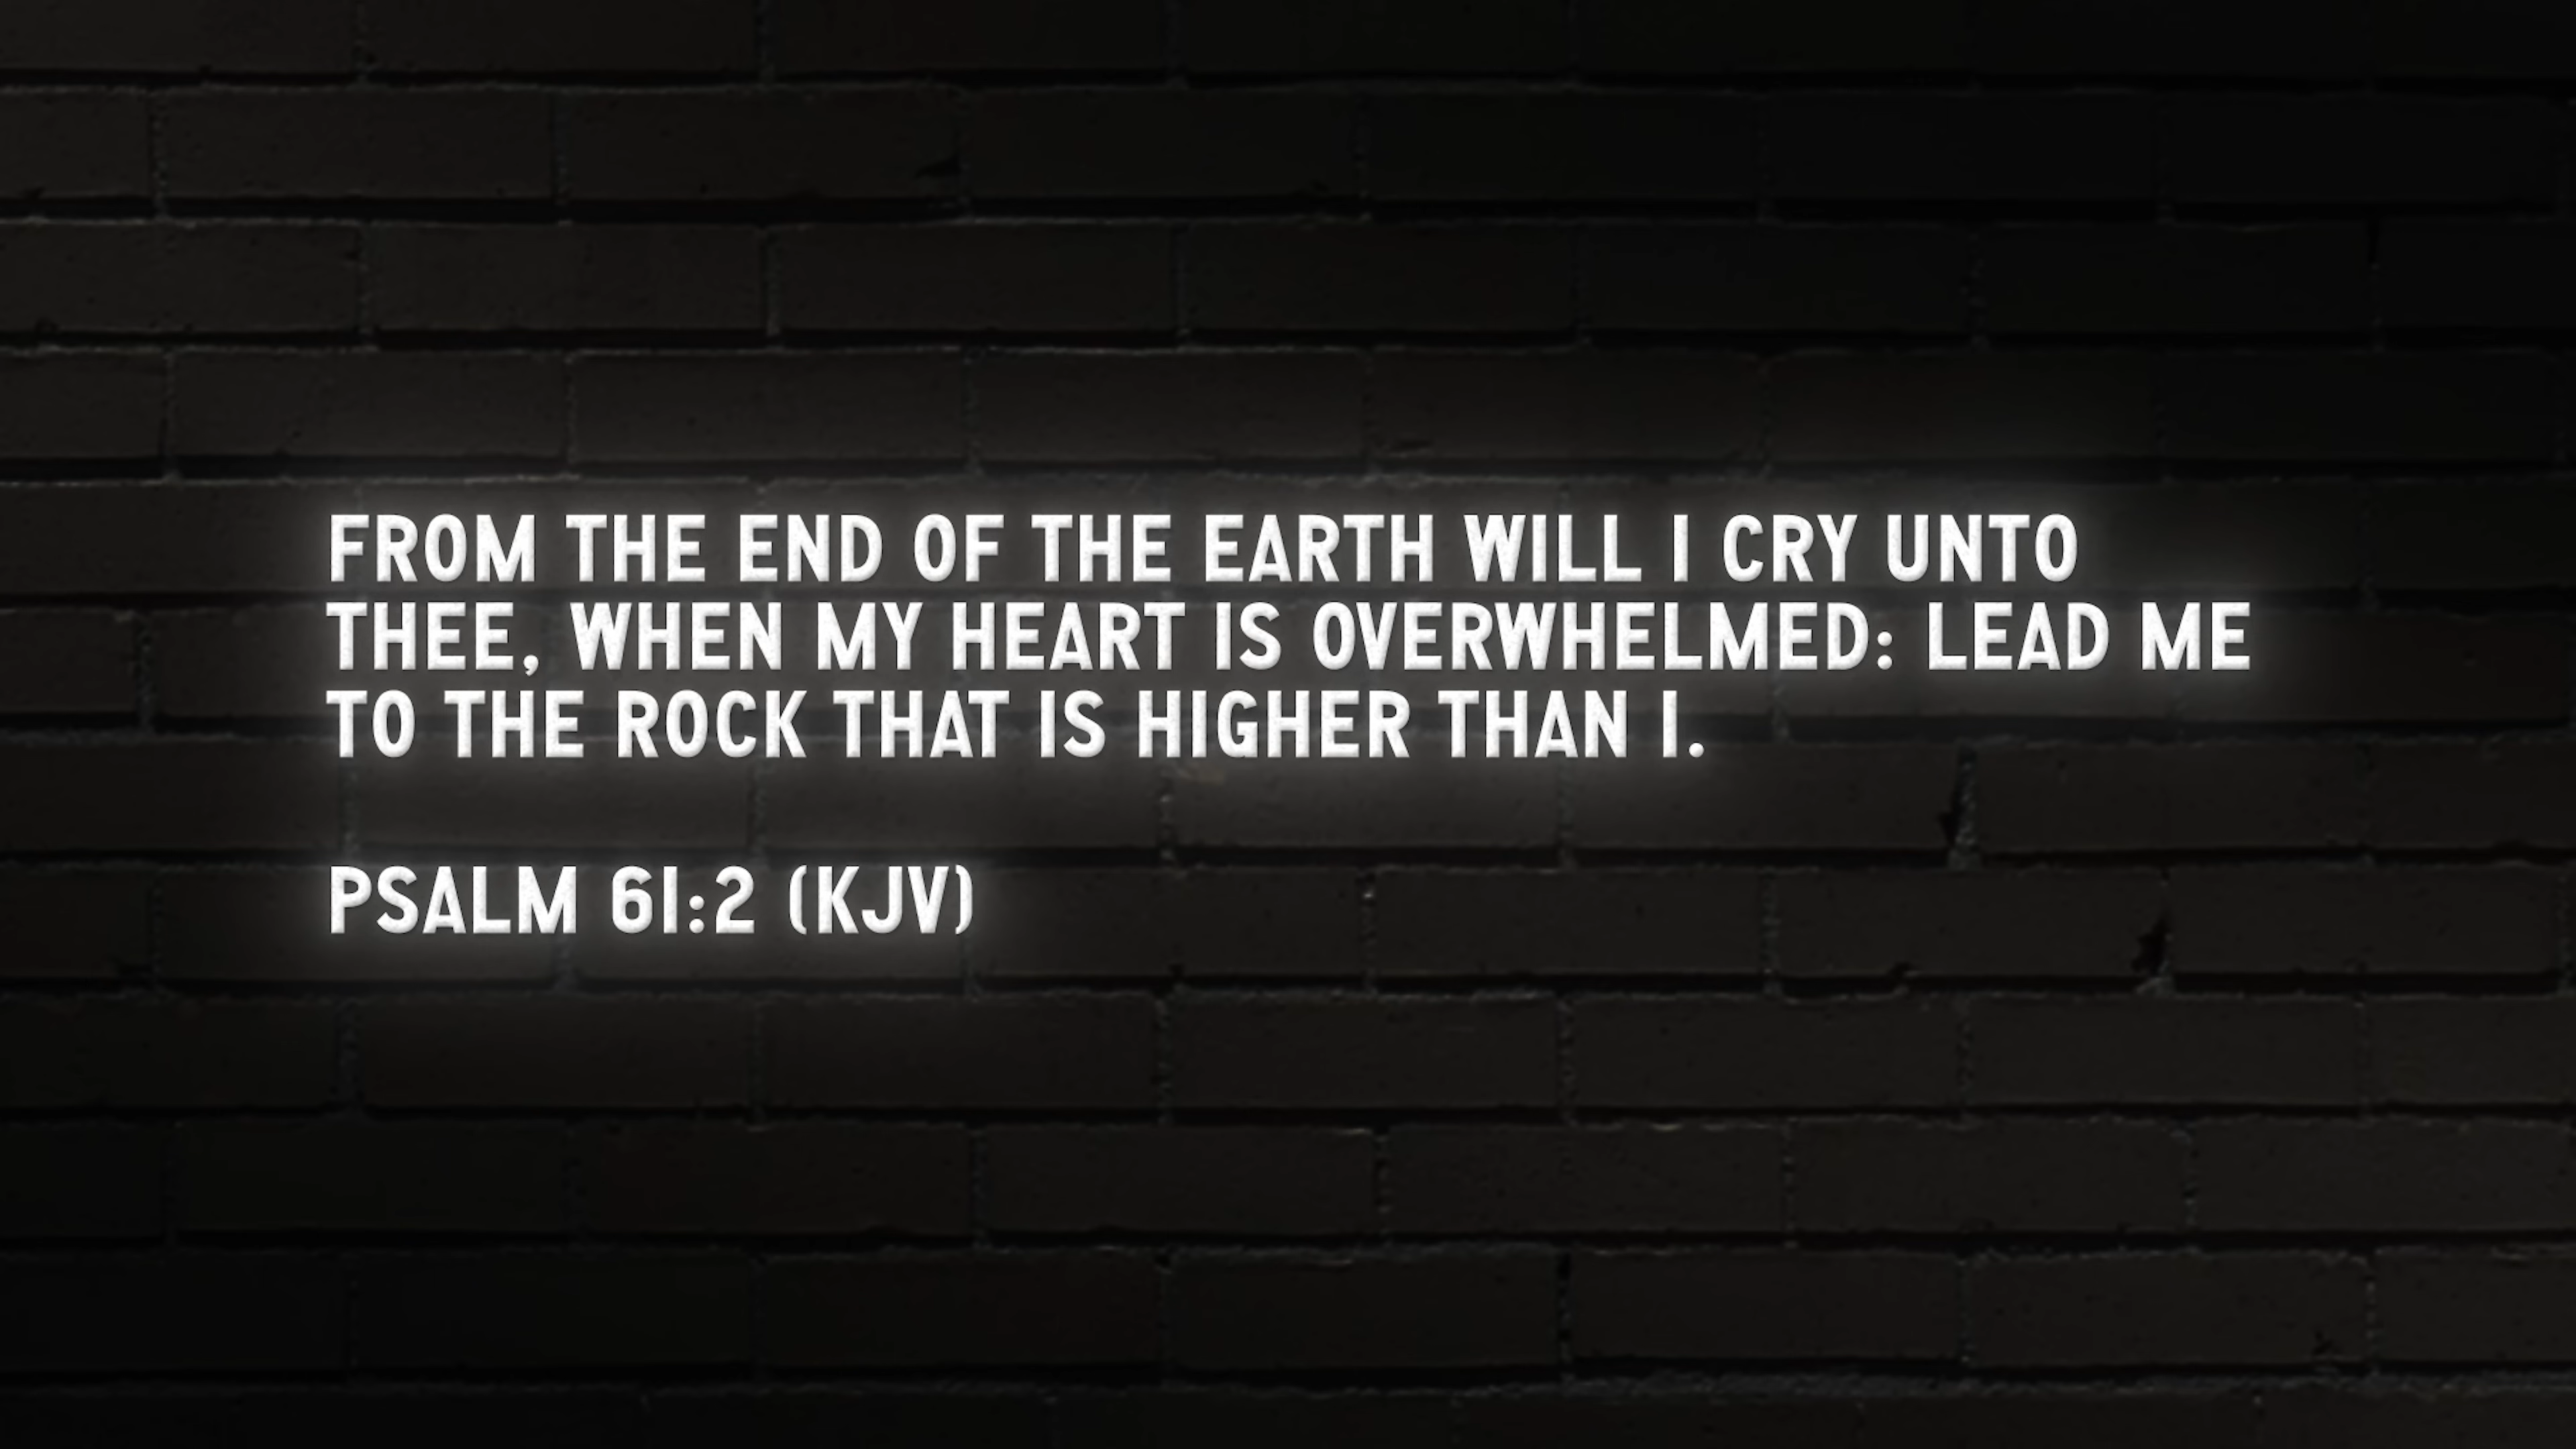 FROM THE END OF THE EARTH WILL I CRY UNTO
THEE, WHEN MY HEART IS OVERWHELMED: LEAD ME
TO THE ROCK THAT IS HIGHER THAN I.
PSALM 61:2 (KJV)